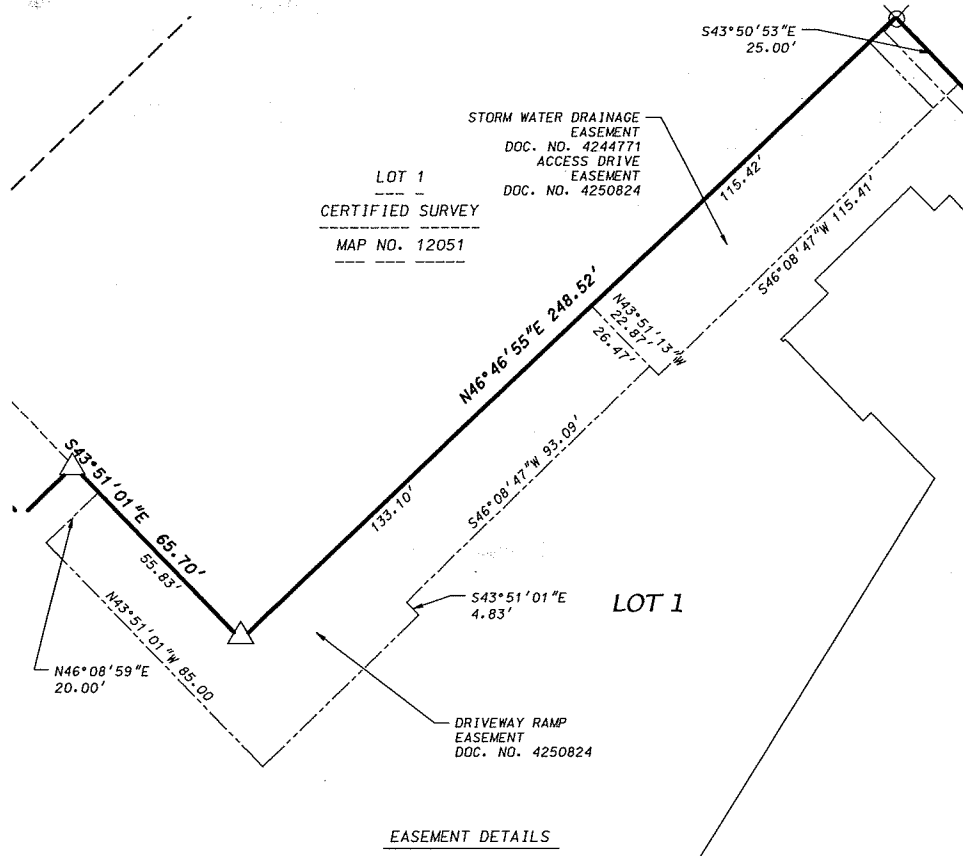 S43°50'53"E
25.00'
STORM WATER DRAINAGE
EASEMENT
DOC. NO. 4244771
ACCESS DRIVE
EASEMENT
DOC. NO. 4250824
LOT 1
CERTIFIED SURVEY
MAP NO. 12051
115.42'
S46°08'47"W 115.41'
N46°46'55"E 248.52'
N43°51'13"W
22.87'
26.47'
S43°51'01"E 65.70'
55.83'
133.10'
S46°08'47"W 93.09'
N43°51'01"W 85.00
S43°51'01"E
4.83'
LOT 1
N46°08'59"E
20.00'
DRIVEWAY RAMP
EASEMENT
DOC. NO. 4250824
EASEMENT DETAILS